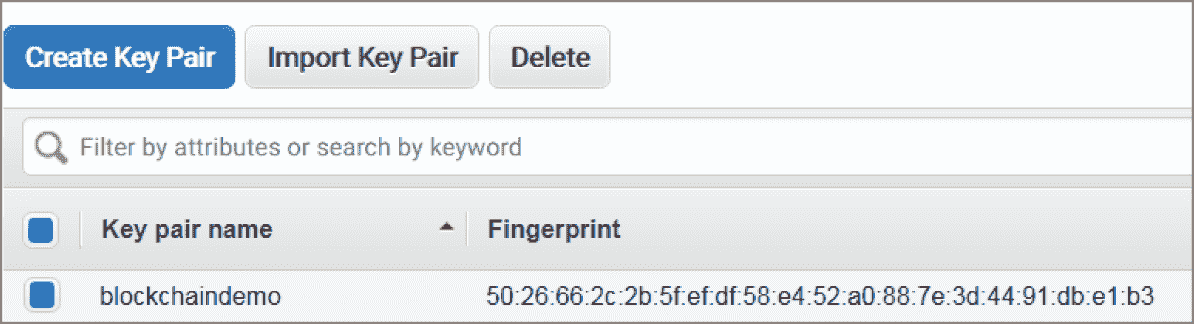 Create Key Pair Import Key Pair Delete
Filter by attributes or search by keyword
Key pair name Fingerprint
blockchaindemo 50:26:66:2c:2b:5f:ef:df:58:e4:52:a0:88:7e:3d:44:91:db:e1:b3